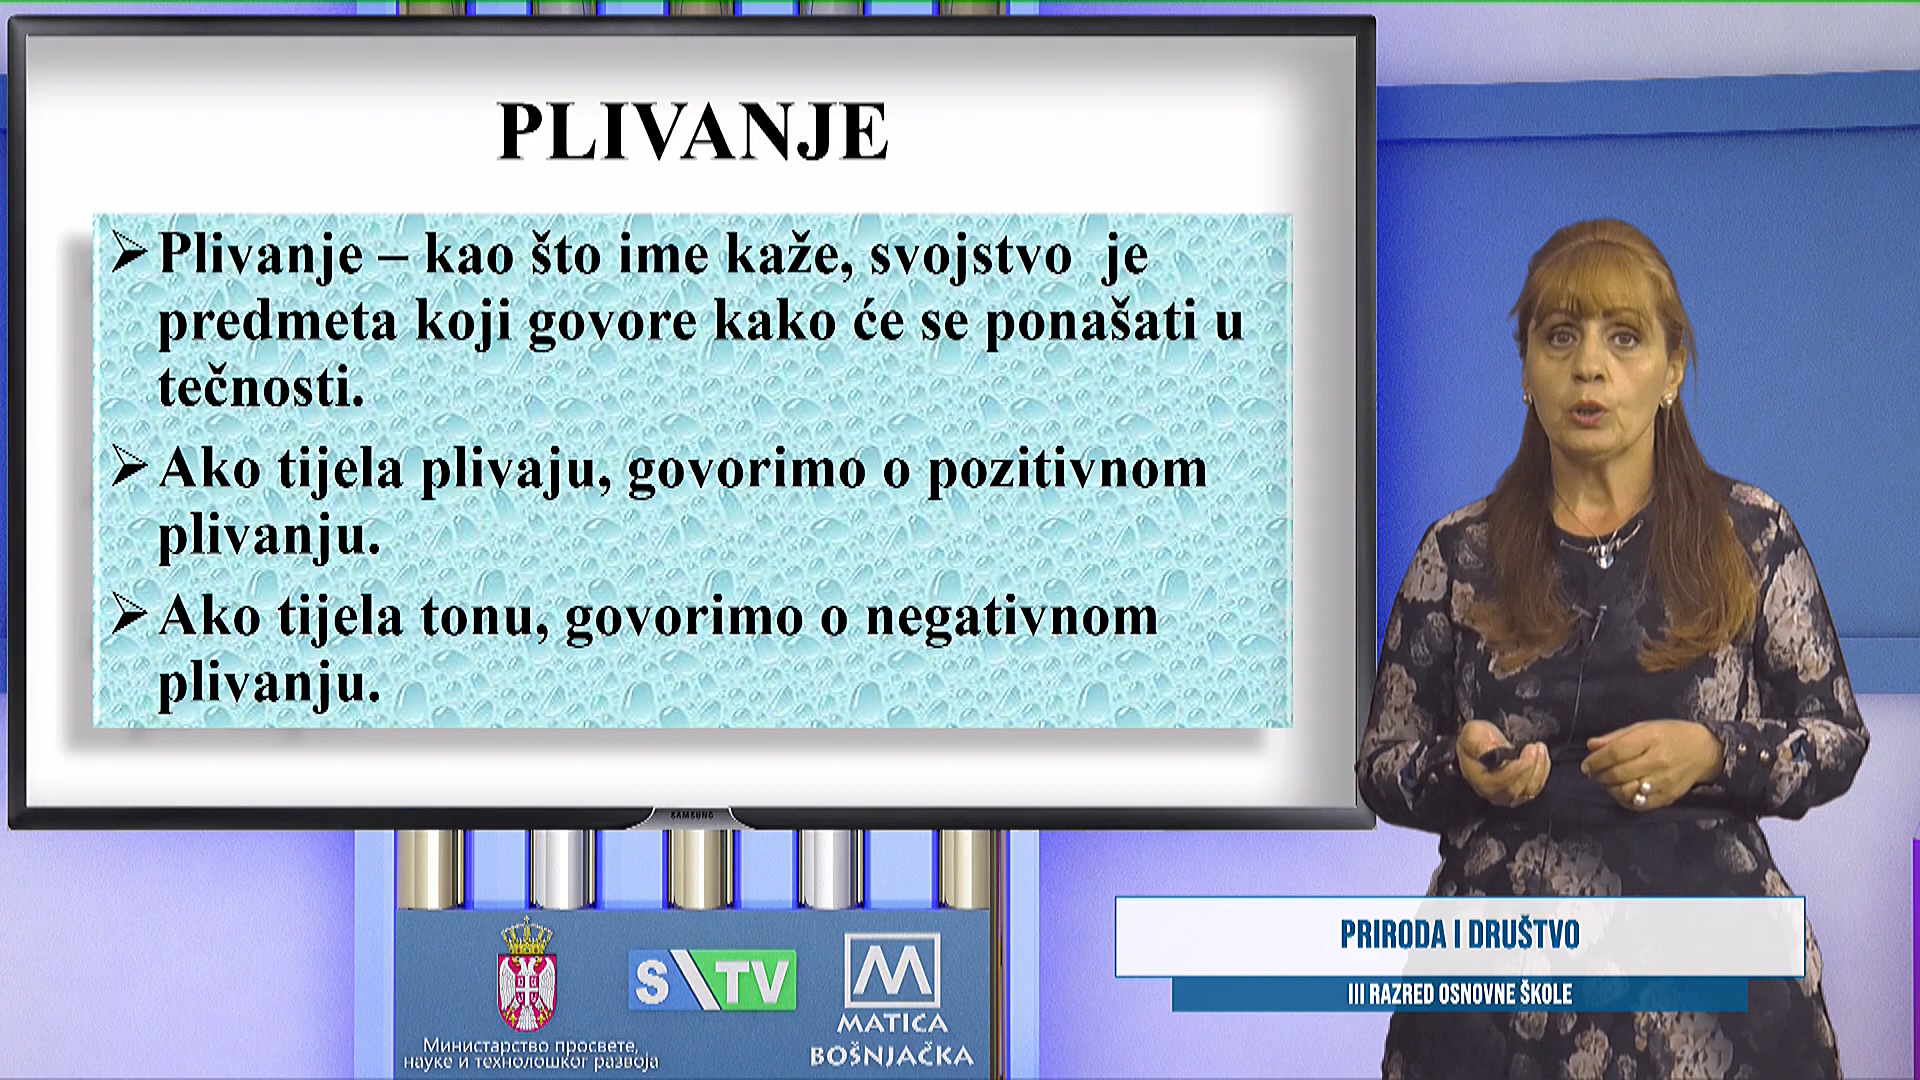 PLIVANJE
Plivanje – kao što ime kaže, svojstvo je
predmeta koji govore kako će se ponašati u
tečnosti.
Ako tijela plivaju, govorimo o pozitivnom
plivanju.
Ako tijela tonu, govorimo o negativnom
plivanju.
SAMSUNG
PRIRODA I DRUŠTVO
III RAZRED OSNOVNE ŠKOLE
S TV
MATICA
BOŠNJAČKA
Министарство просвете,
науке и технолошког развоја